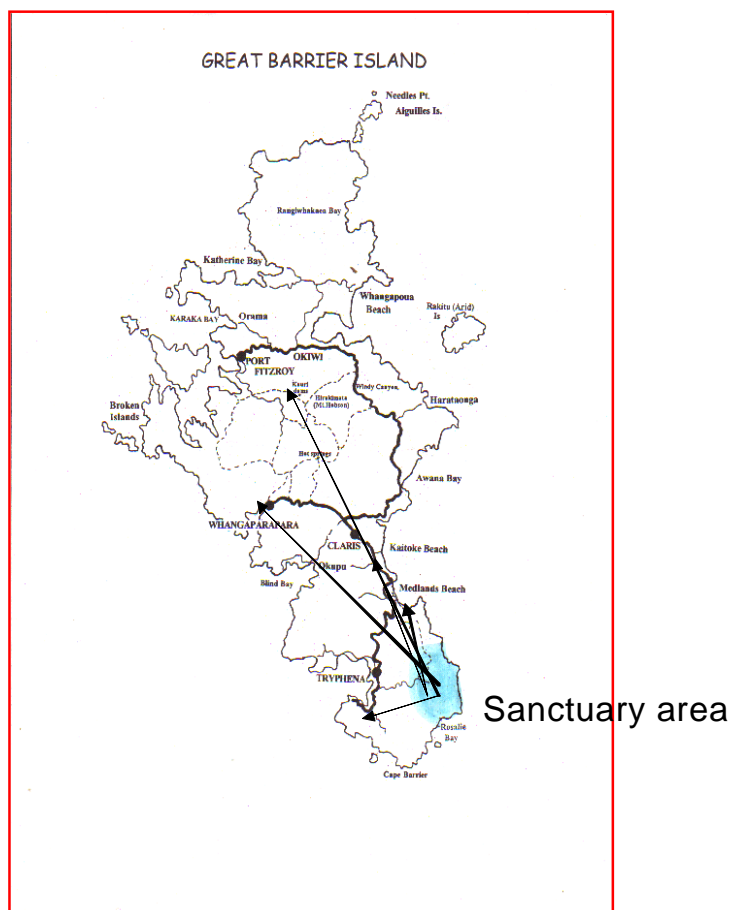 GREAT BARRIER ISLAND
Needles Pt.
Aiguilles Is.
Rangiwhakaea Bay
Katherine Bay
Whangapoua
Beach
Rakitu (Arid)
Is
KARAKA BAY
Orama
OKIWI
PORT
FITZROY
Kauri
dams
Windy Canyon
Hirakimata
(Mt. Hobson)
Harataonga
Broken
Islands
Hot springs
Awana Bay
WHANGAPARAPARA
CLARIS
Kaitoke Beach
Okupu
Blind Bay
Medlands Beach
TRYPHENA
Sanctuary area
Rosalie
Bay
Cape Barrier